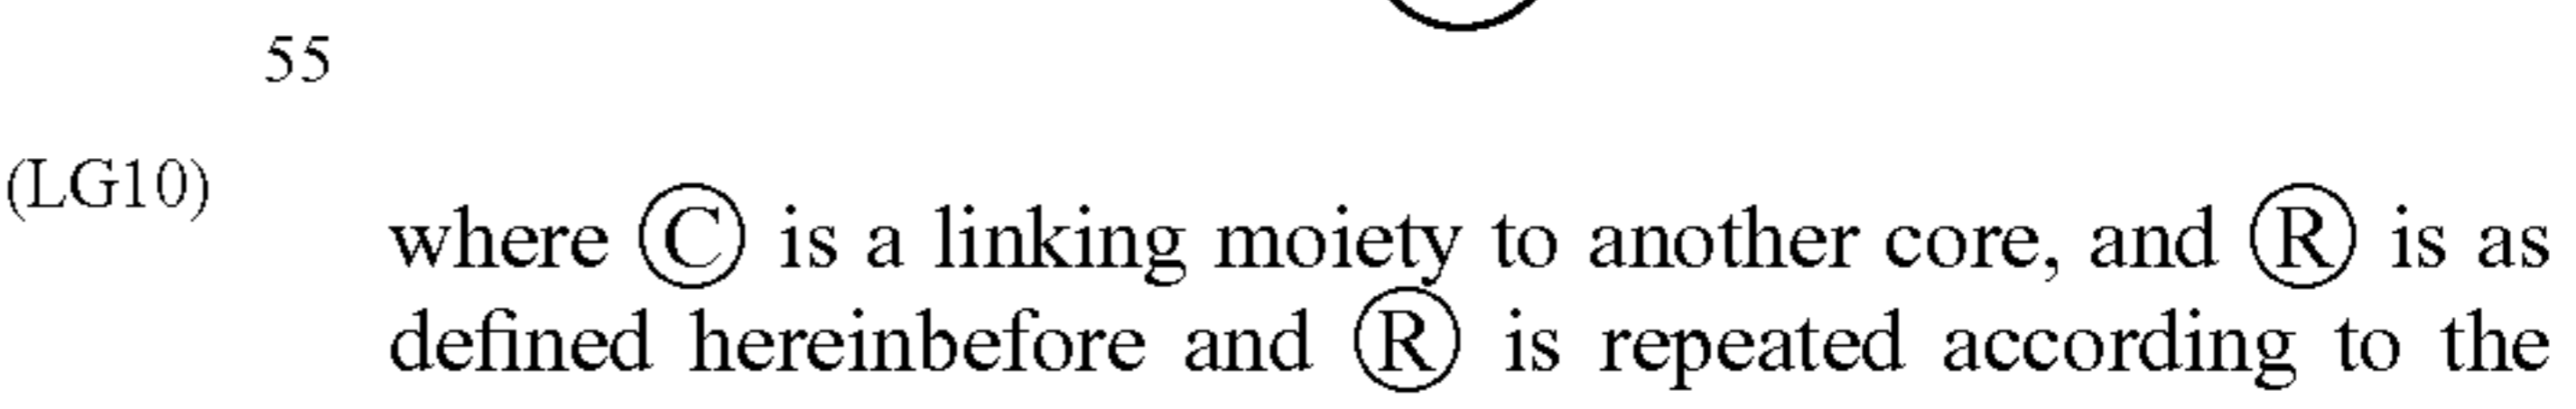 55
(LG10)
where Ⓒ is a linking moiety to another core, and Ⓡ is as
defined hereinbefore and Ⓡ is repeated according to the